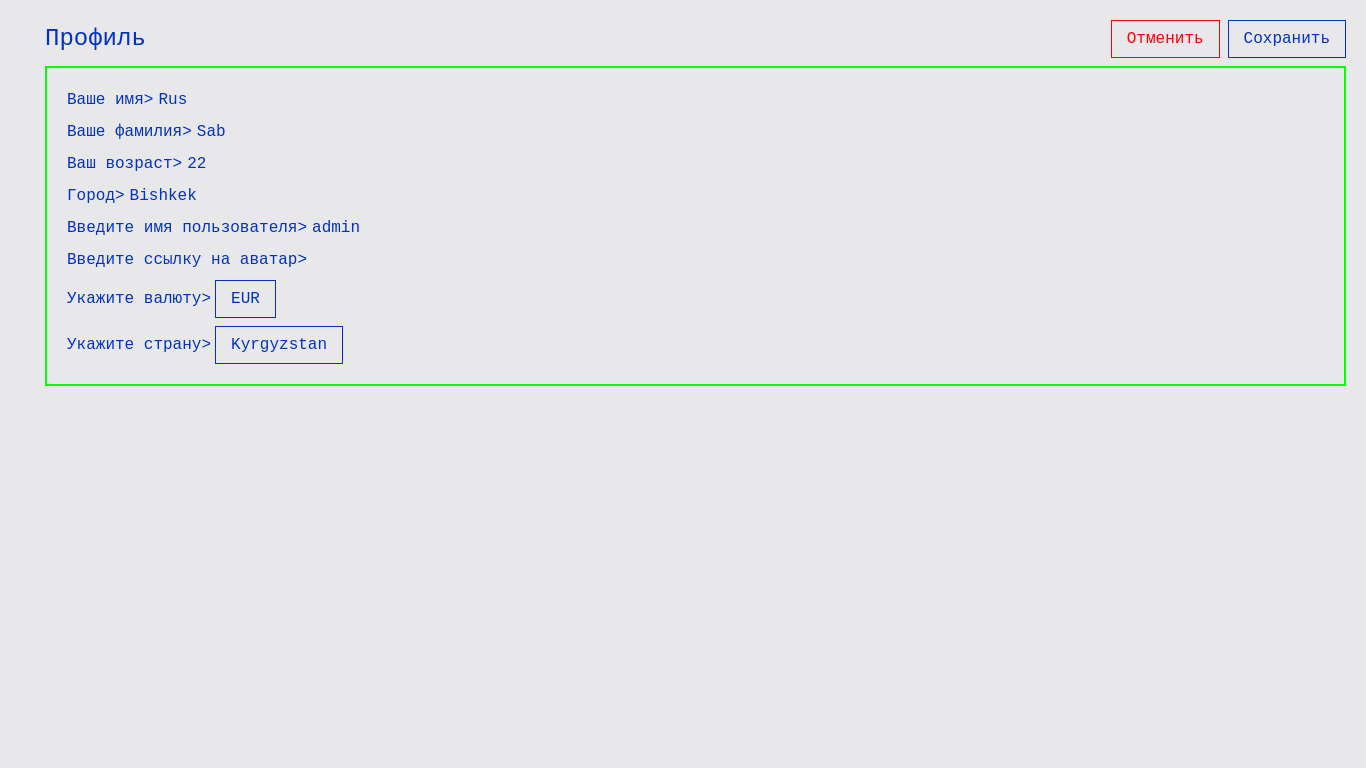 Профиль
Отменить Сохранить
Ваше имя> Rus
Ваше фамилия> Sab
Ваш возраст> 22
Город> Bishkek
Введите имя пользователя> admin
Введите ссылку на аватар>
Укажите валюту> EUR
Укажите страну> Kyrgyzstan